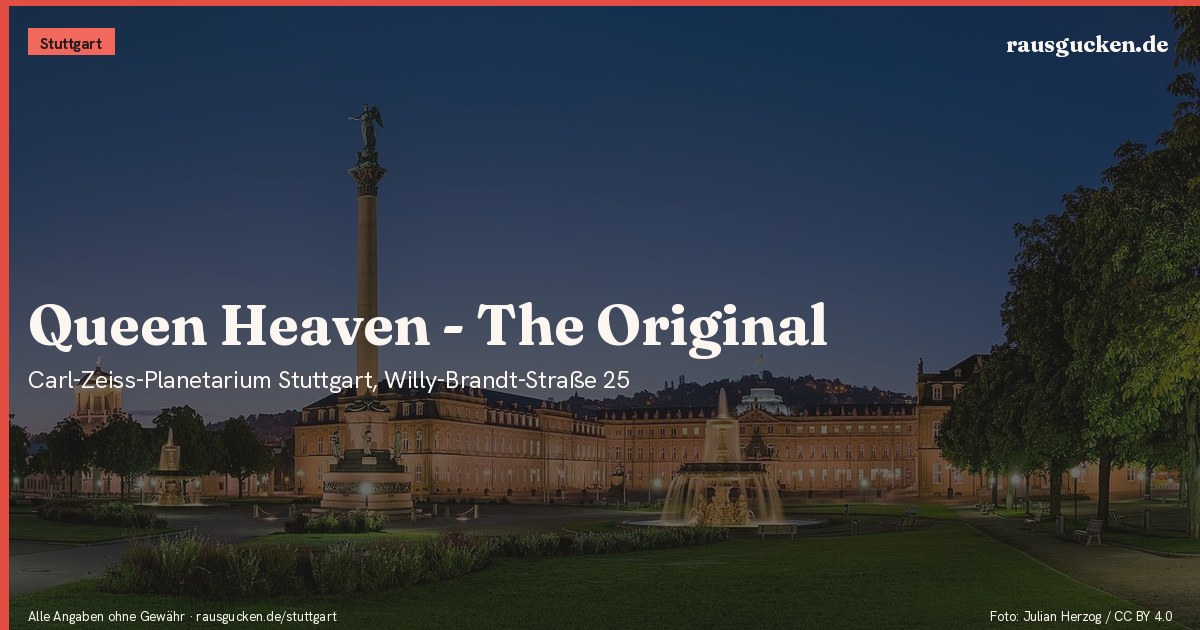 Stuttgart
rausgucken.de
Queen Heaven - The Original
Carl-Zeiss-Planetarium Stuttgart, Willy-Brandt-Straße 25
Alle Angaben ohne Gewähr · rausgucken.de/stuttgart
Foto: Julian Herzog / CC BY 4.0